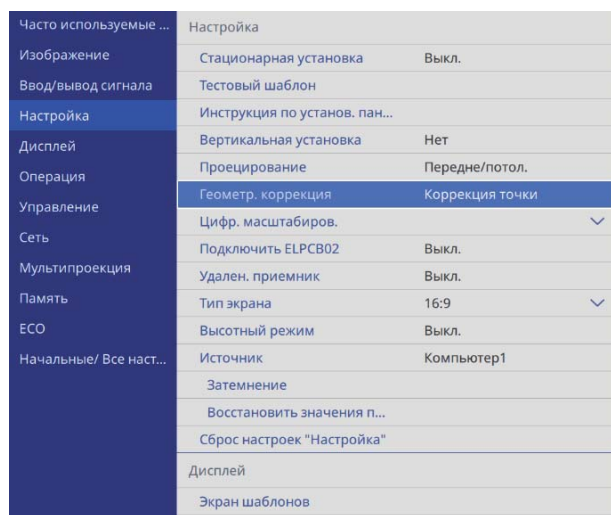 Часто используемые ...
Изображение
Ввод/вывод сигнала
Настройка
Дисплей
Операция
Управление
Сеть
Мультипроекция
Память
ECO
Начальные/ Все наст...
Настройка
Стационарная установка Выкл.
Тестовый шаблон
Инструкция по установ. пан...
Вертикальная установка Нет
Проецирование Передне/потол.
Геометр. коррекция Коррекция точки
Цифр. масштабиров.
Подключить ELPCB02 Выкл.
Удален. приемник Выкл.
Тип экрана 16:9
Высотный режим Выкл.
Источник Компьютер1
Затемнение
Восстановить значения п...
Сброс настроек "Настройка"
Дисплей
Экран шаблонов